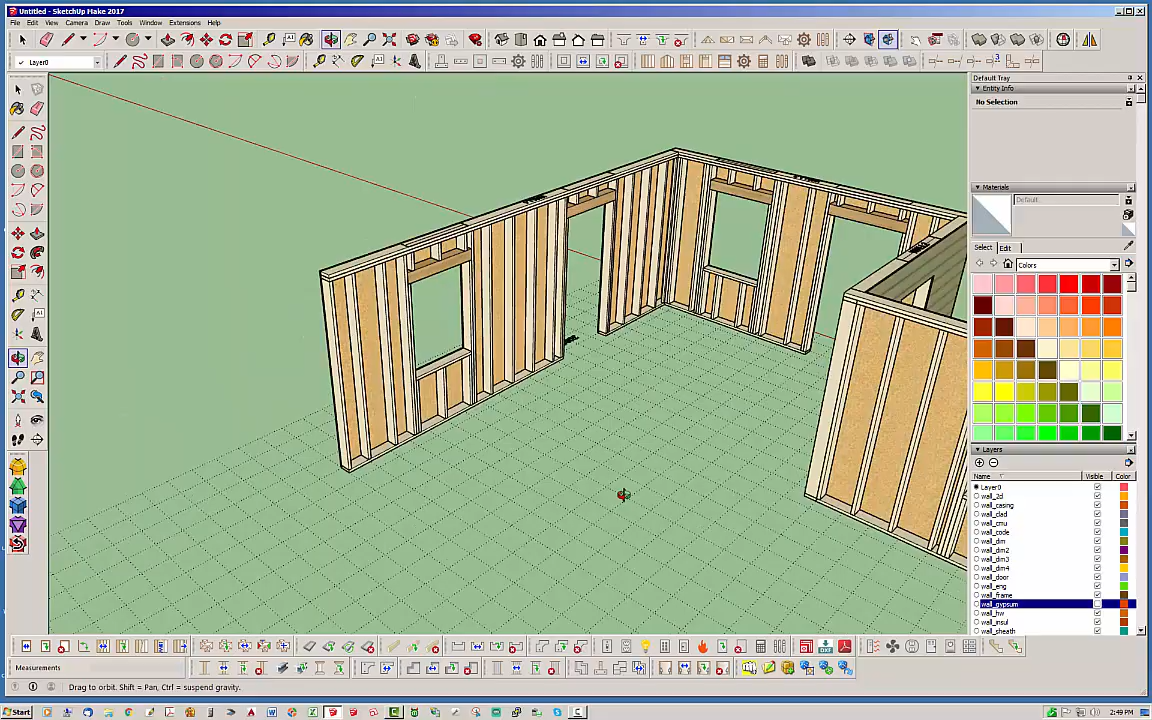 Untitled - SketchUp Make 2017
File Edit View Camera Draw Tools Window Extensions Help
Layer0
Default Tray
Entity Info
No Selection
Materials
Default
Select Edit
Colors
Layers
Name Visible Color
Layer0
wall_2d
wall_casing
wall_clad
wall_cmu
wall_code
wall_dim
wall_dim2
wall_dim3
wall_dim4
wall_door
wall_eng
wall_frame
wall_gypsum
wall_hw
wall_insul
wall_sheath
Measurements
Drag to orbit. Shift = Pan, Ctrl = suspend gravity.
Start
2:49 PM